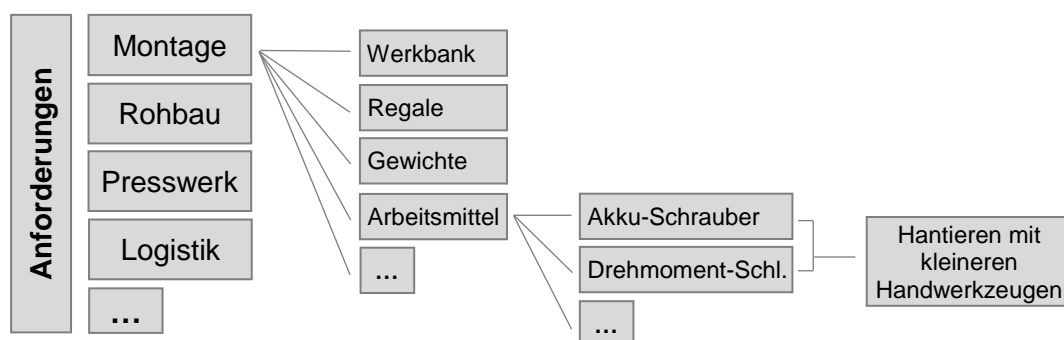 Anforderungen
Montage
Rohbau
Presswerk
Logistik
...
Werkbank
Regale
Gewichte
Arbeitsmittel
...
Akku-Schrauber
Drehmoment-Schl.
...
Hantieren mit
kleineren
Handwerkzeugen